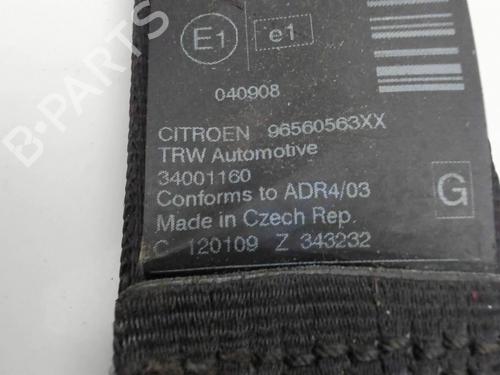 E1 e1
040908
CITROEN 96560563XX
TRW Automotive
34001160
Conforms to ADR4/03
G
Made in Czech Rep.
C 120109 Z 343232
B-PARTS